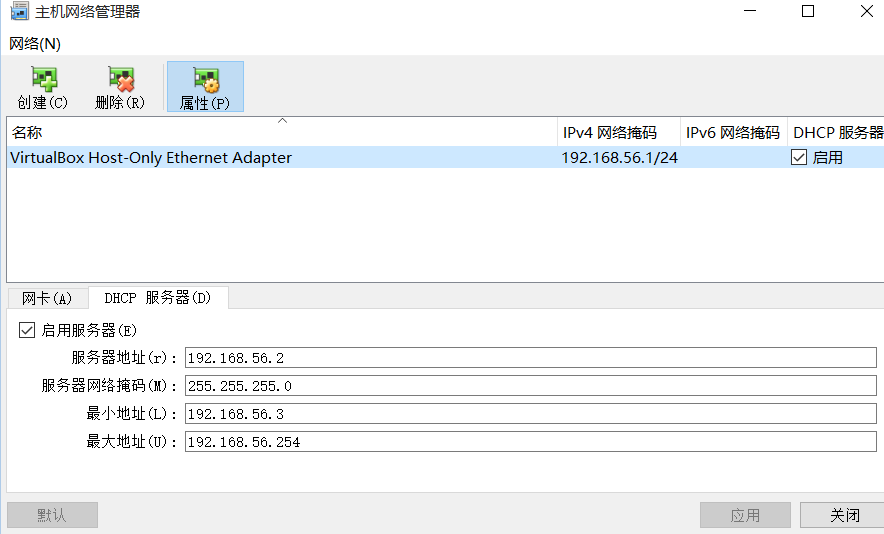 主机网络管理器
网络(N)
创建(C) 删除(R) 属性(P)
名称 IPv4 网络掩码 IPv6 网络掩码 DHCP 服务器
VirtualBox Host-Only Ethernet Adapter 192.168.56.1/24 启用
网卡(A) DHCP 服务器(D)
启用服务器(E)
服务器地址(r): 192.168.56.2
服务器网络掩码(M): 255.255.255.0
最小地址(L): 192.168.56.3
最大地址(U): 192.168.56.254
默认 应用 关闭